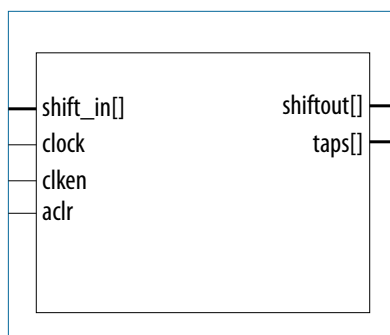 shift_in[] shiftout[]
clock taps[]
clken
aclr